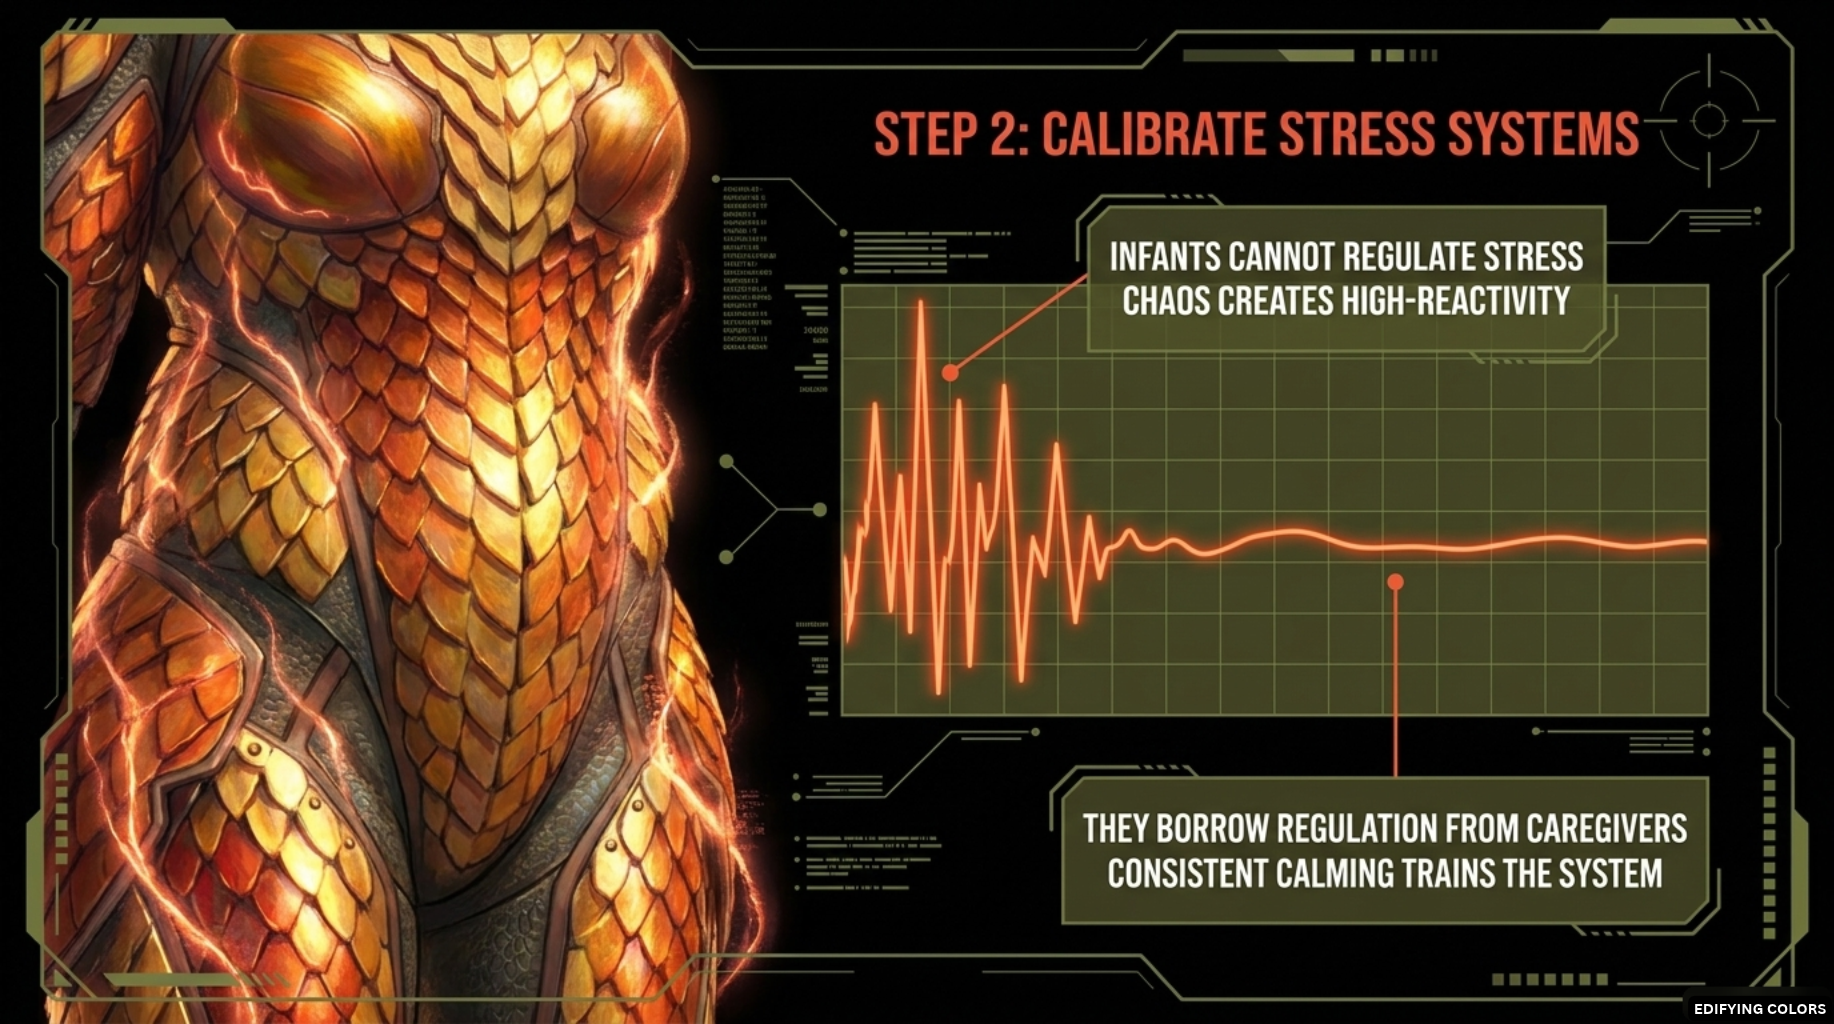 STEP 2: CALIBRATE STRESS SYSTEMS
INFANTS CANNOT REGULATE STRESS
CHAOS CREATES HIGH-REACTIVITY
THEY BORROW REGULATION FROM CAREGIVERS
CONSISTENT CALMING TRAINS THE SYSTEM
EDIFYING COLORS